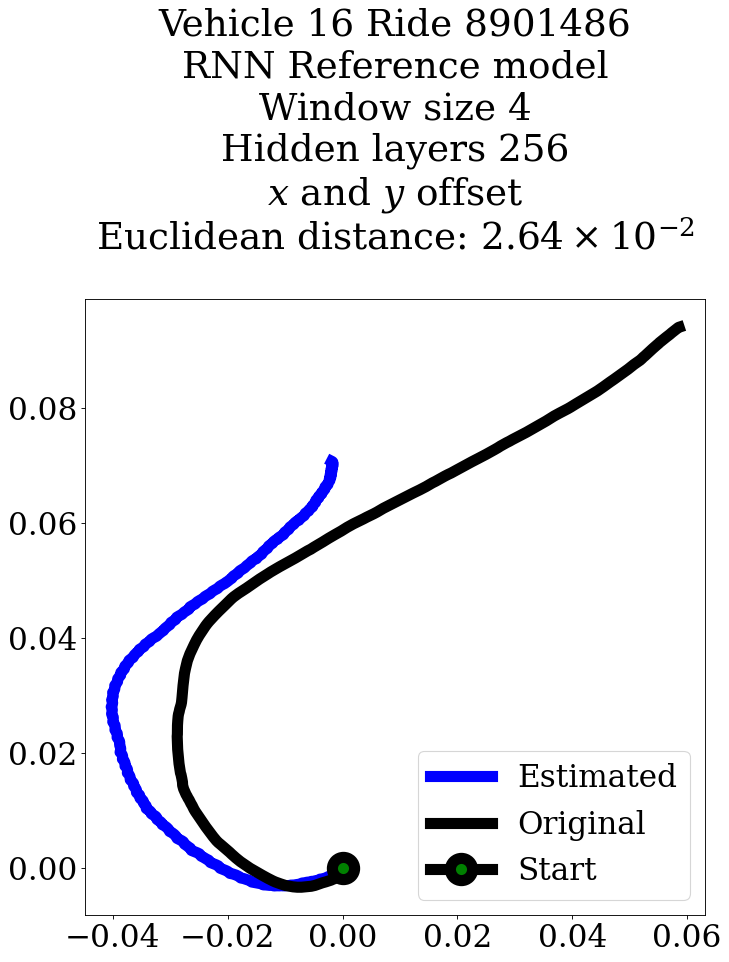 Vehicle 16 Ride 8901486
RNN Reference model
Window size 4
Hidden layers 256
x and y offset
Euclidean distance: 2.64 × 10⁻²
0.08
0.06
0.04
0.02
0.00
Estimated
Original
Start
−0.04 −0.02 0.00 0.02 0.04 0.06